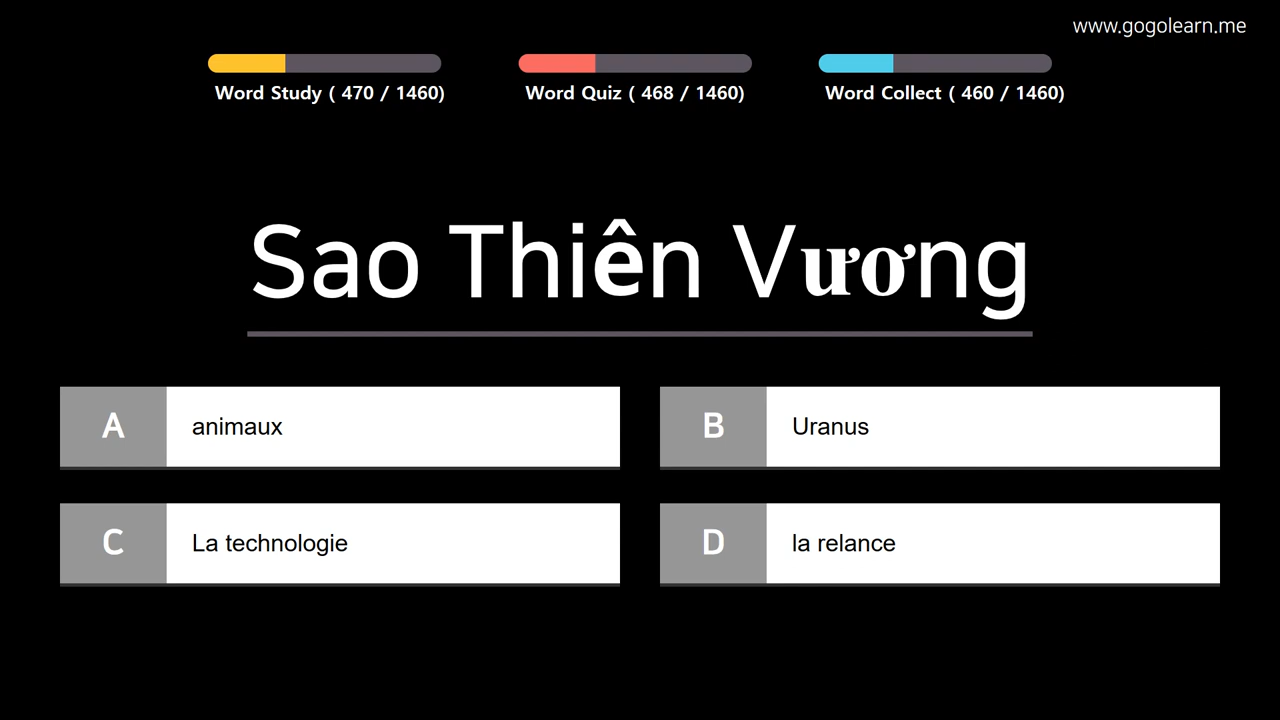 www.gogolearn.me
Word Study ( 470 / 1460)
Word Quiz ( 468 / 1460)
Word Collect ( 460 / 1460)
Sao Thiên Vương
A
animaux
B
Uranus
C
La technologie
D
la relance